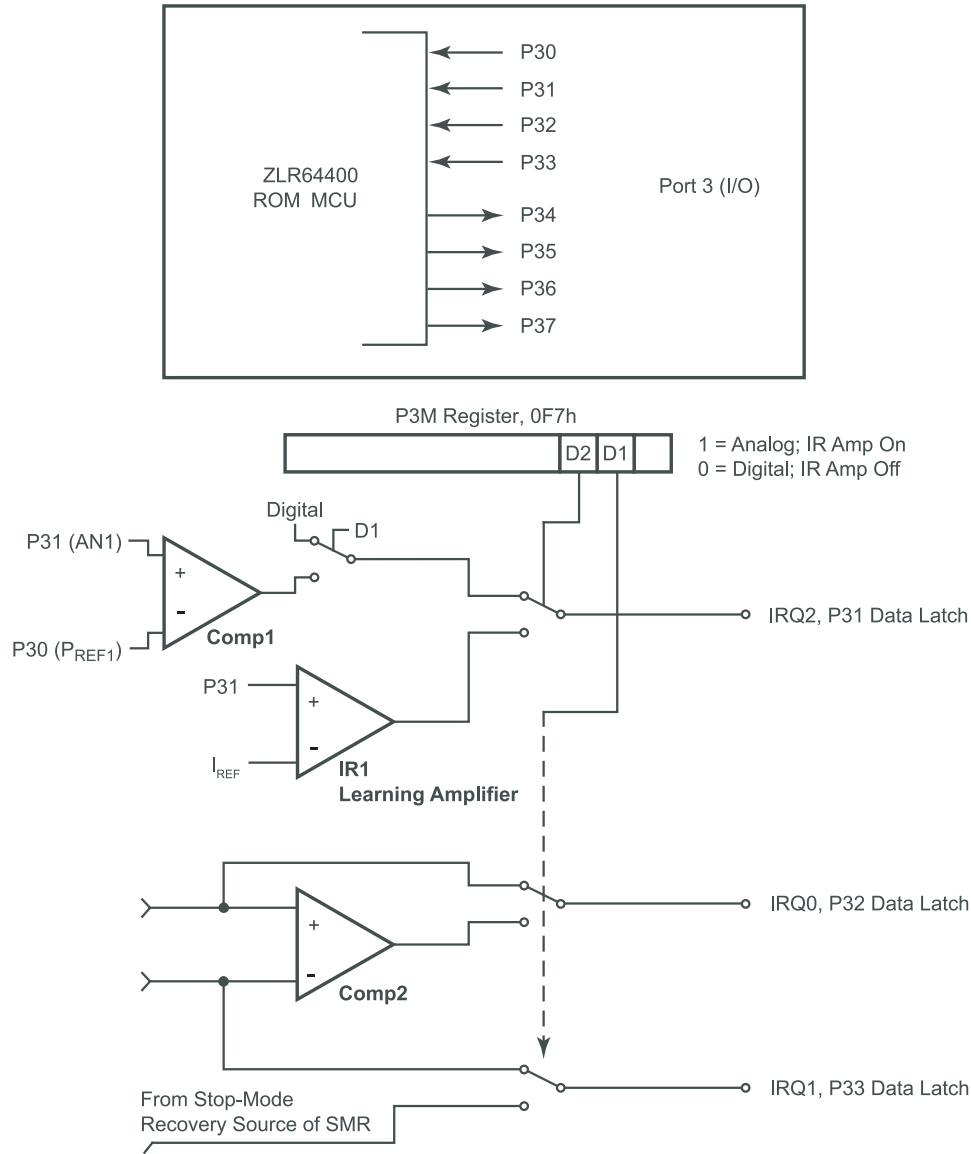 P30
P31
P32
P33
ZLR64400
ROM MCU
Port 3 (I/O)
P34
P35
P36
P37
P3M Register, 0F7h
D2 D1
1 = Analog; IR Amp On
0 = Digital; IR Amp Off
Digital
D1
P31 (AN1)
+
-
Comp1
P30 (PREF1)
IRQ2, P31 Data Latch
P31
+
-
IREF
IR1
Learning Amplifier
IRQ0, P32 Data Latch
+
-
Comp2
IRQ1, P33 Data Latch
From Stop-Mode
Recovery Source of SMR